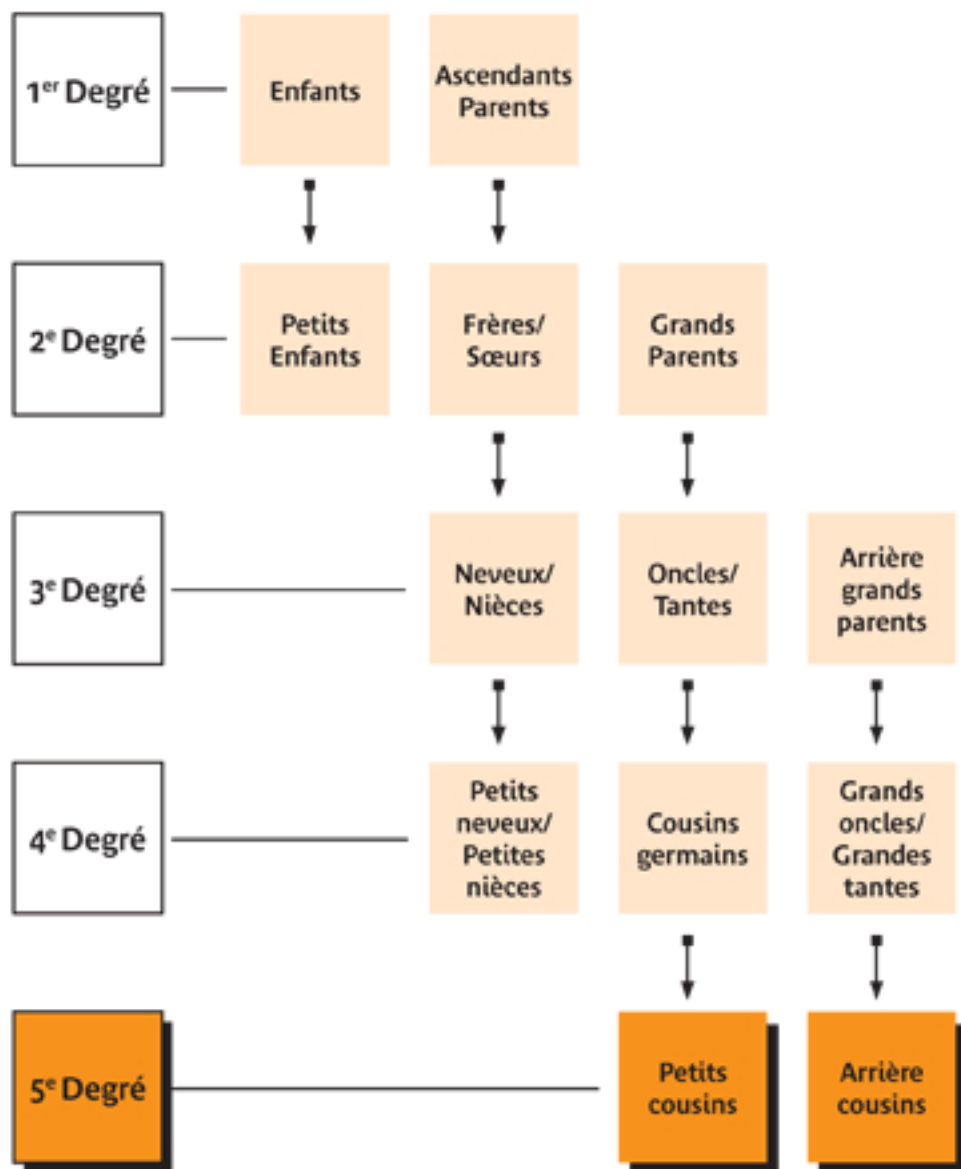 1er Degré
Enfants
Ascendants
Parents
2e Degré
Petits
Enfants
Frères/
Sœurs
Grands
Parents
3e Degré
Neveux/
Nièces
Oncles/
Tantes
Arrière
grands
parents
4e Degré
Petits
neveux/
Petites
nièces
Cousins
germains
Grands
oncles/
Grandes
tantes
5e Degré
Petits
cousins
Arrière
cousins